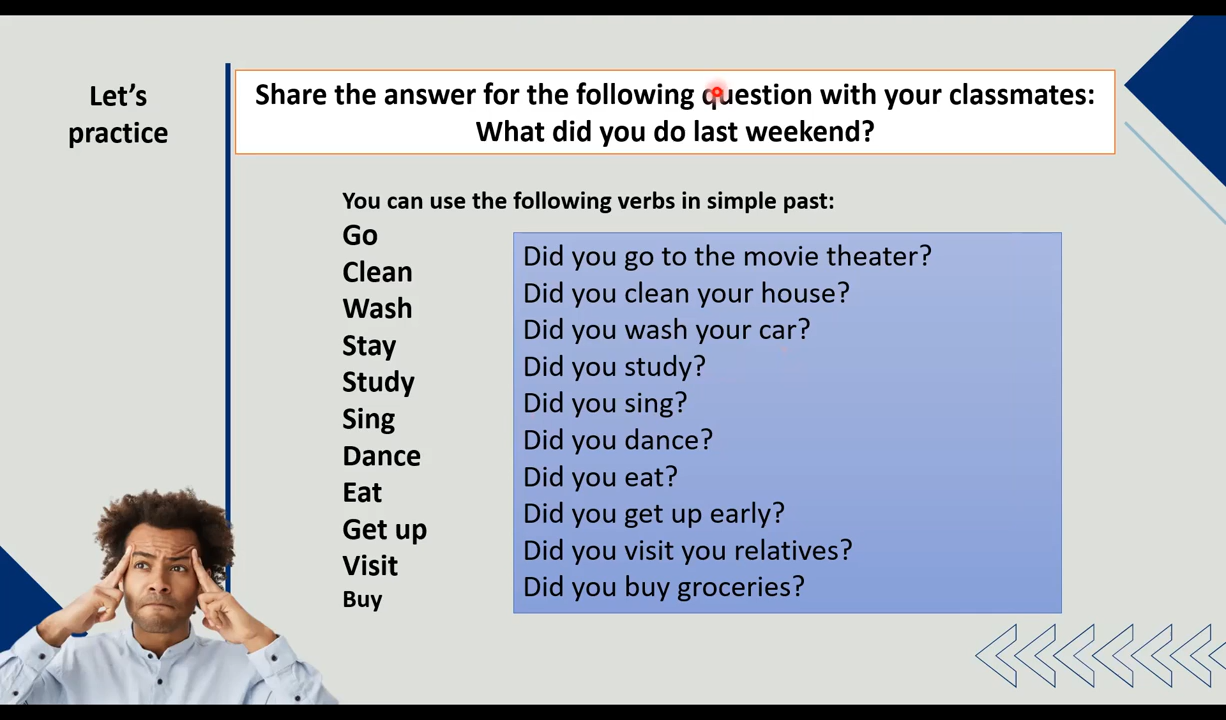 Let’s
practice
Share the answer for the following question with your classmates:
What did you do last weekend?
You can use the following verbs in simple past:
Go
Clean
Wash
Stay
Study
Sing
Dance
Eat
Get up
Visit
Buy
Did you go to the movie theater?
Did you clean your house?
Did you wash your car?
Did you study?
Did you sing?
Did you dance?
Did you eat?
Did you get up early?
Did you visit you relatives?
Did you buy groceries?